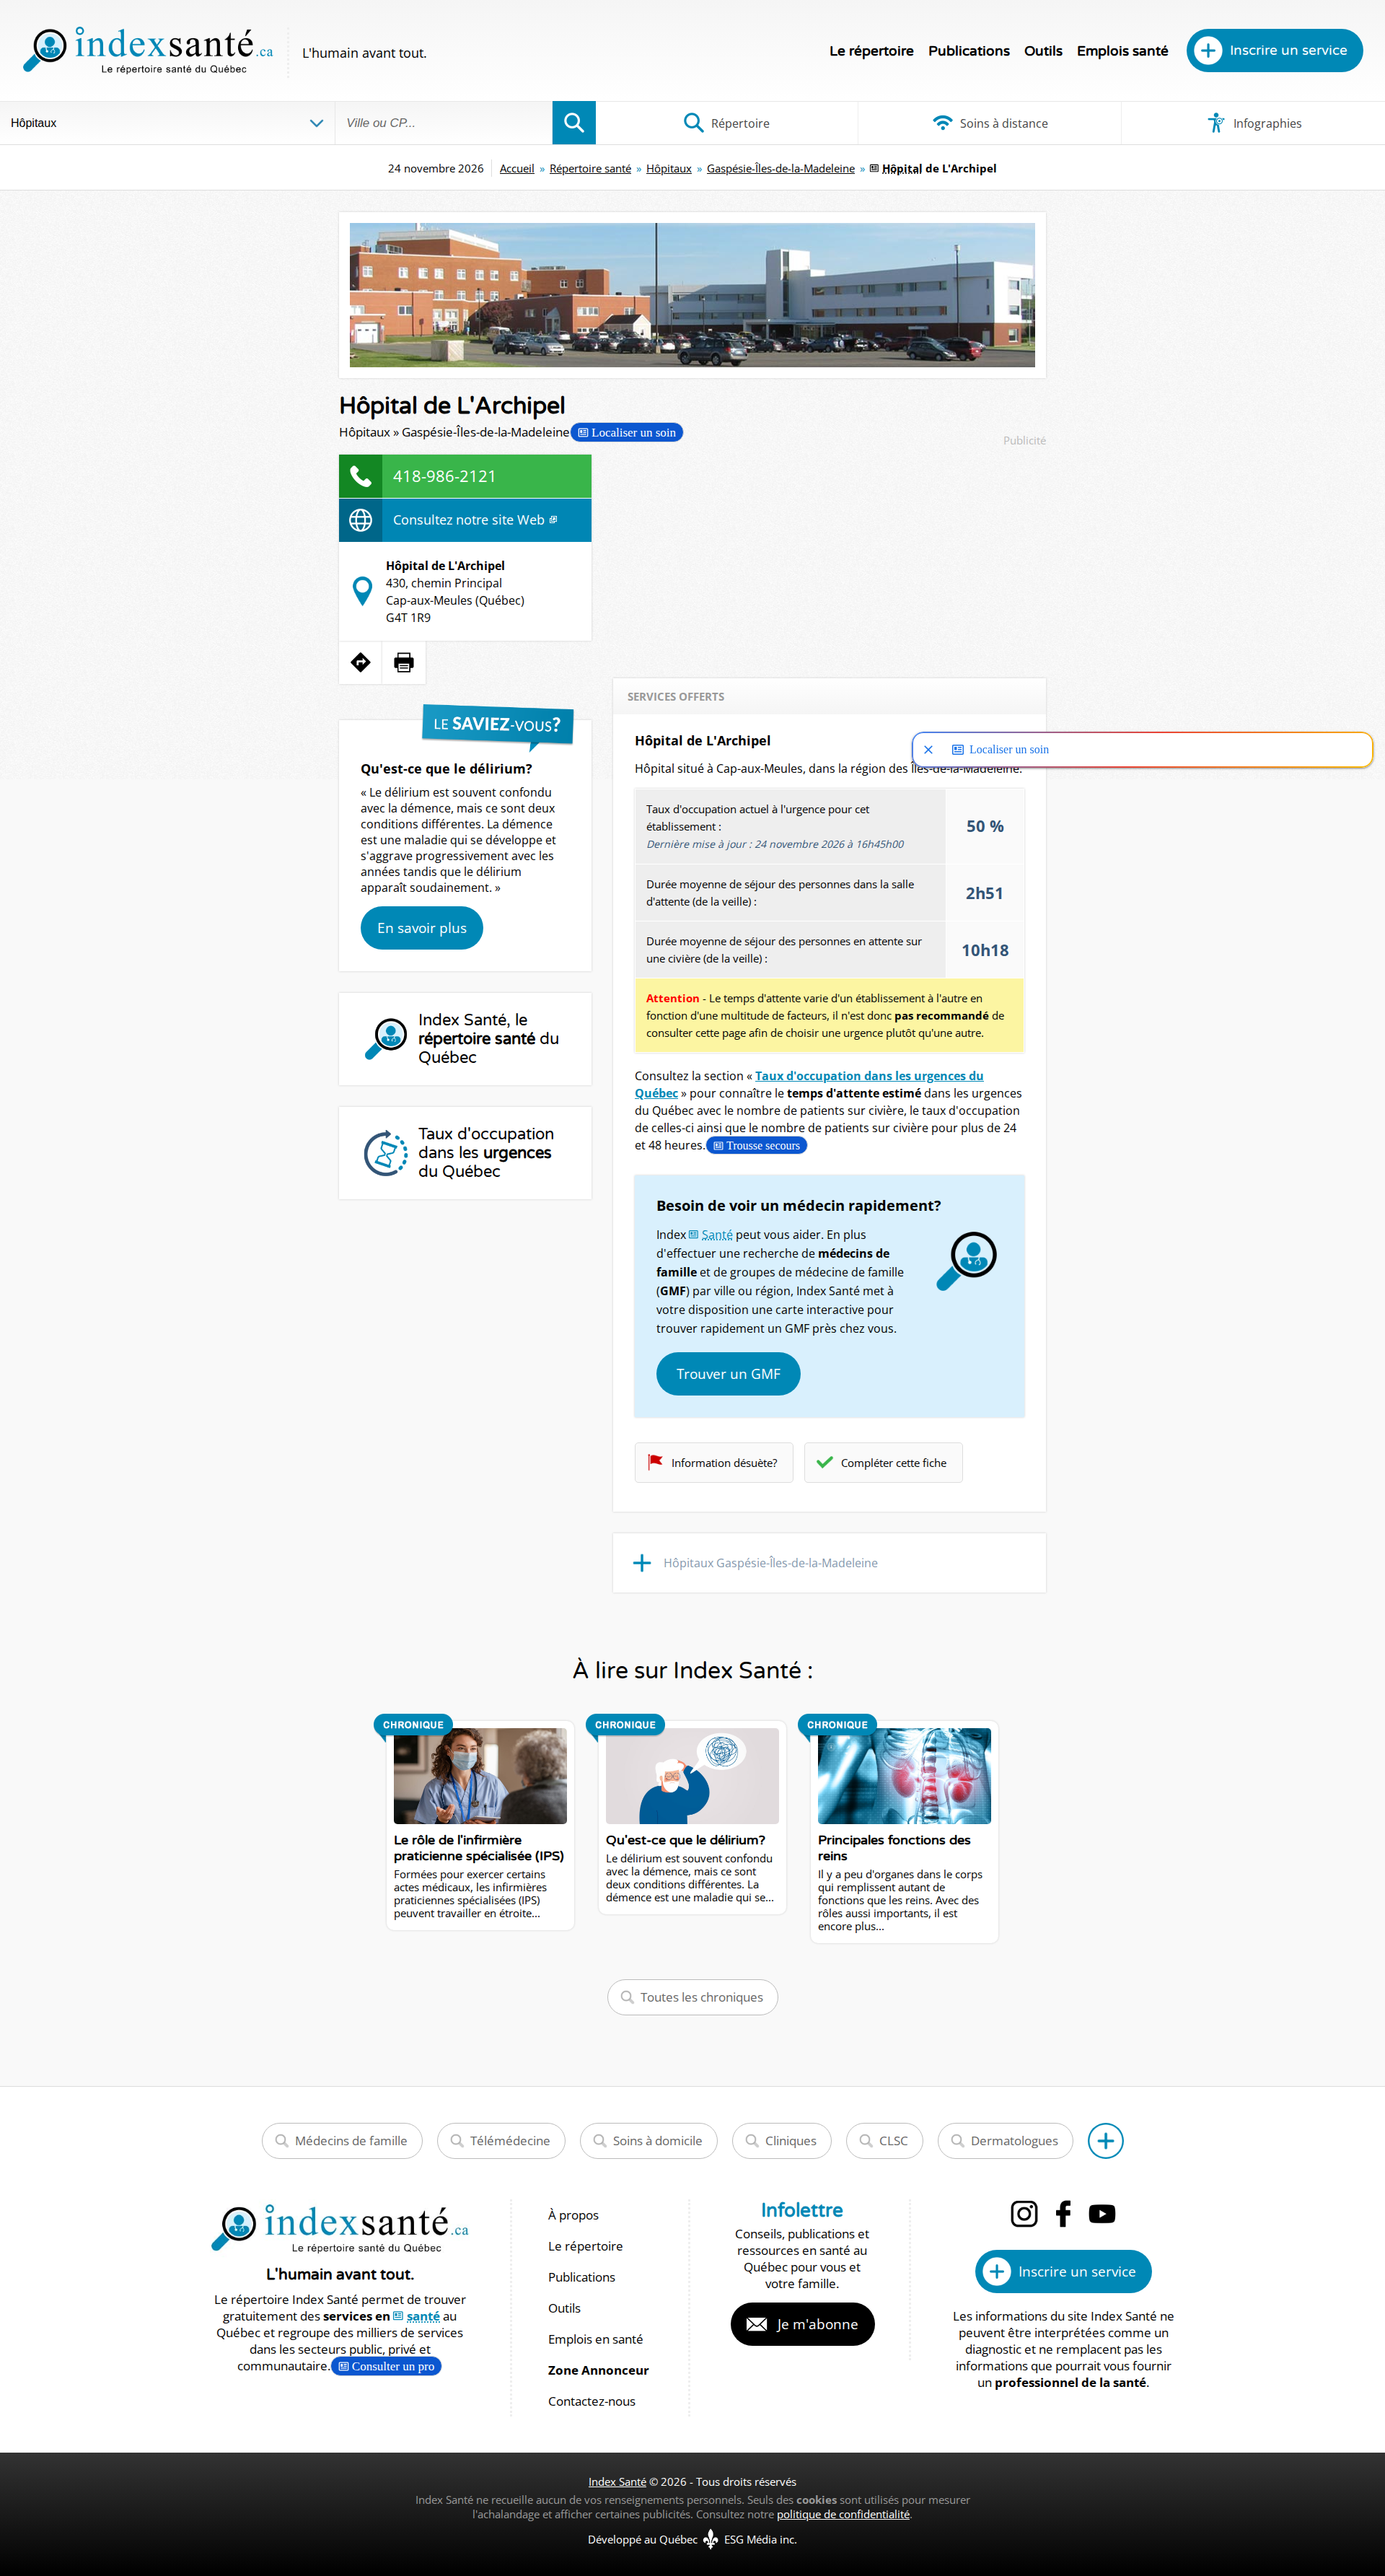 indexsanté.ca
Le répertoire santé du Québec
L'humain avant tout.
Le répertoire
Publications
Outils
Emplois santé
Inscrire un service
Hôpitaux
Ville ou CP...
Répertoire
Soins à distance
Infographies
24 novembre 2026
Accueil » Répertoire santé » Hôpitaux » Gaspésie-Îles-de-la-Madeleine » Hôpital de L'Archipel
Hôpital de L'Archipel
Hôpitaux » Gaspésie-Îles-de-la-Madeleine Localiser un soin
Publicité
418-986-2121
Consultez notre site Web
Hôpital de L'Archipel
430, chemin Principal
Cap-aux-Meules (Québec)
G4T 1R9
LE SAVIEZ-VOUS?
Qu'est-ce que le délirium?
« Le délirium est souvent confondu
avec la démence, mais ce sont deux
conditions différentes. La démence
est une maladie qui se développe et
s'aggrave progressivement avec les
années tandis que le délirium
apparaît soudainement. »
En savoir plus
Index Santé, le
répertoire santé du
Québec
Taux d'occupation
dans les urgences
du Québec
SERVICES OFFERTS
Hôpital de L'Archipel
Localiser un soin
Hôpital situé à Cap-aux-Meules, dans la région des Îles-de-la-Madeleine.
Taux d'occupation actuel à l'urgence pour cet
établissement :
Dernière mise à jour : 24 novembre 2026 à 16h45h00
50 %
Durée moyenne de séjour des personnes dans la salle
d'attente (de la veille) :
2h51
Durée moyenne de séjour des personnes en attente sur
une civière (de la veille) :
10h18
Attention - Le temps d'attente varie d'un établissement à l'autre en
fonction d'une multitude de facteurs, il n'est donc pas recommandé de
consulter cette page afin de choisir une urgence plutôt qu'une autre.
Consultez la section « Taux d'occupation dans les urgences du
Québec » pour connaître le temps d'attente estimé dans les urgences
du Québec avec le nombre de patients sur civière, le taux d'occupation
de celles-ci ainsi que le nombre de patients sur civière pour plus de 24
et 48 heures. Trousse secours
Besoin de voir un médecin rapidement?
Index Santé peut vous aider. En plus
d'effectuer une recherche de médecins de
famille et de groupes de médecine de famille
(GMF) par ville ou région, Index Santé met à
votre disposition une carte interactive pour
trouver rapidement un GMF près chez vous.
Trouver un GMF
Information désuète?
Compléter cette fiche
Hôpitaux Gaspésie-Îles-de-la-Madeleine
À lire sur Index Santé :
CHRONIQUE
Le rôle de l'infirmière
praticienne spécialisée (IPS)
Formées pour exercer certains
actes médicaux, les infirmières
praticiennes spécialisées (IPS)
peuvent travailler en étroite...
CHRONIQUE
Qu'est-ce que le délirium?
Le délirium est souvent confondu
avec la démence, mais ce sont
deux conditions différentes. La
démence est une maladie qui se...
CHRONIQUE
Principales fonctions des
reins
Il y a peu d'organes dans le corps
qui remplissent autant de
fonctions que les reins. Avec des
rôles aussi importants, il est
encore plus...
Toutes les chroniques
Médecins de famille
Télémédecine
Soins à domicile
Cliniques
CLSC
Dermatologues
indexsanté.ca
Le répertoire santé du Québec
L'humain avant tout.
Le répertoire Index Santé permet de trouver
gratuitement des services en santé au
Québec et regroupe des milliers de services
dans les secteurs public, privé et
communautaire. Consulter un pro
À propos
Le répertoire
Publications
Outils
Emplois en santé
Zone Annonceur
Contactez-nous
Infolettre
Conseils, publications et
ressources en santé au
Québec pour vous et
votre famille.
Je m'abonne
Inscrire un service
Les informations du site Index Santé ne
peuvent être interprétées comme un
diagnostic et ne remplacent pas les
informations que pourrait vous fournir
un professionnel de la santé.
Index Santé © 2026 - Tous droits réservés
Index Santé ne recueille aucun de vos renseignements personnels. Seuls des cookies sont utilisés pour mesurer
l'achalandage et afficher certaines publicités. Consultez notre politique de confidentialité.
Développé au Québec ESG Média inc.